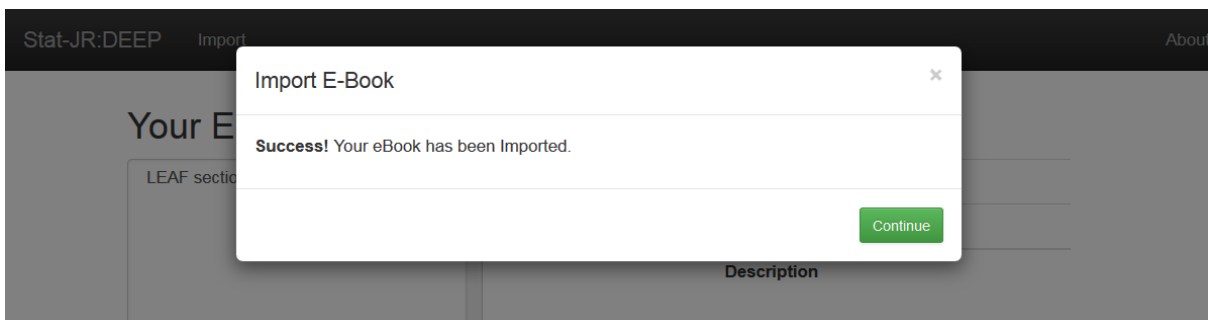 Stat-JR:DEEP Import About
Import E-Book ×
Your E
Success! Your eBook has been Imported.
LEAF sectio
Continue
Description